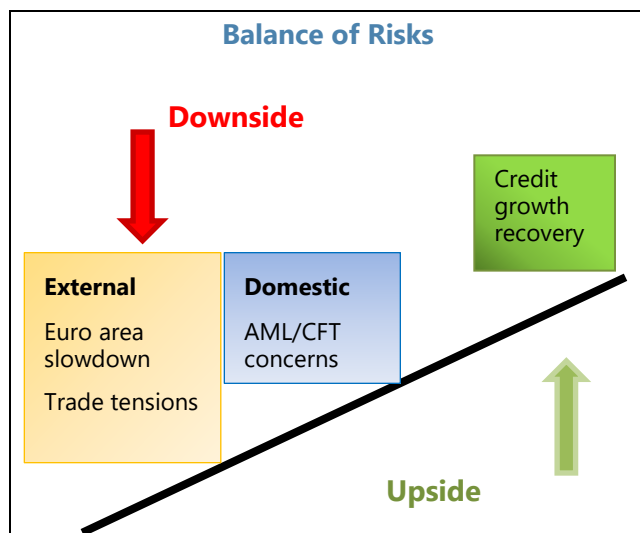 Balance of Risks
Downside
External
Euro area
slowdown
Trade tensions
Domestic
AML/CFT
concerns
Credit
growth
recovery
Upside